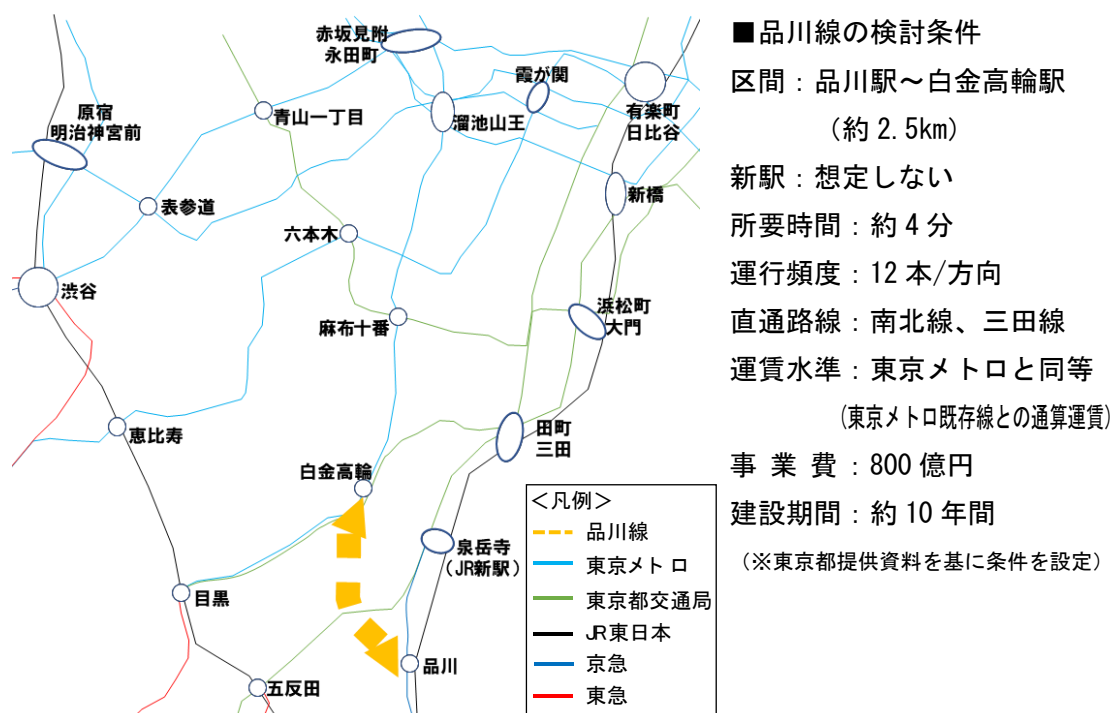 赤坂見附
永田町
霞が関
有楽町
日比谷
青山一丁目
溜池山王
原宿
明治神宮前
新橋
表参道
六本木
渋谷
浜松町
大門
麻布十番
恵比寿
田町
三田
白金高輪
泉岳寺
(JR新駅)
目黒
品川
五反田
<凡例>
品川線
東京メトロ
東京都交通局
JR東日本
京急
東急
■品川線の検討条件
区間:品川駅~白金高輪駅
(約2.5km)
新駅:想定しない
所要時間:約4分
運行頻度:12本/方向
直通路線:南北線、三田線
運賃水準:東京メトロと同等
(東京メトロ既存線との通算運賃)
事業費:800億円
建設期間:約10年間
(※東京都提供資料を基に条件を設定)